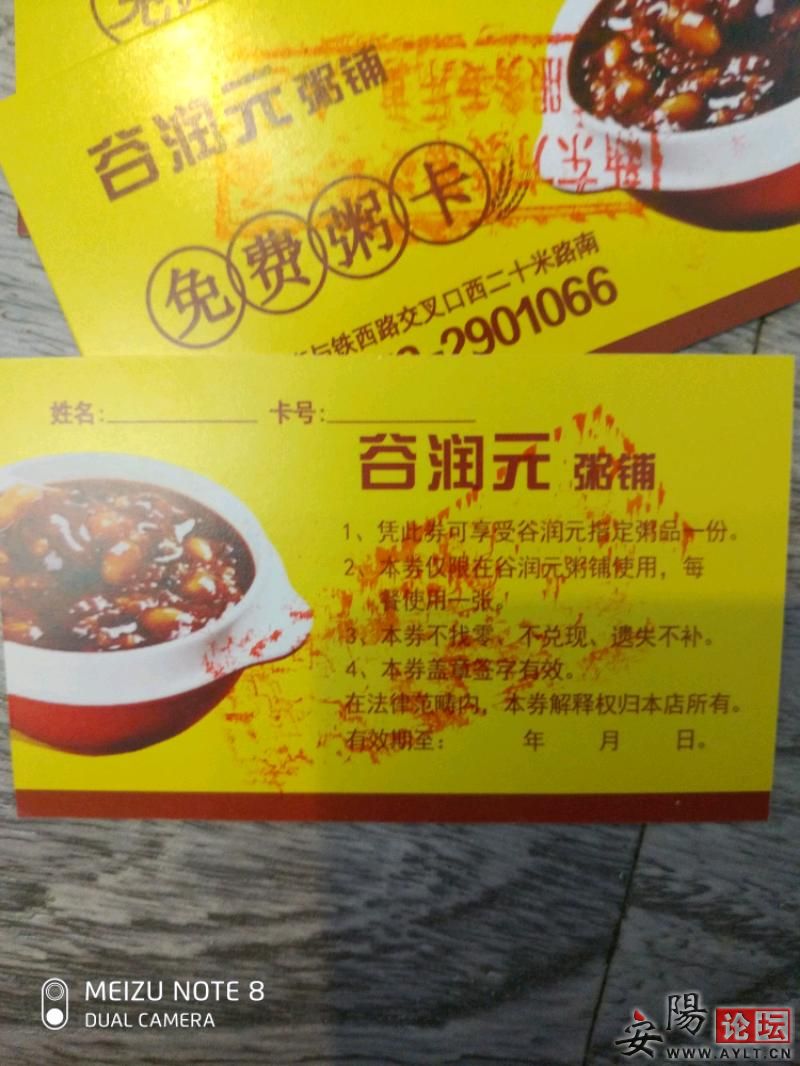 免
谷润元 粥铺
免费粥卡
与铁西路交叉口西二十米路南
-2901066
姓名: 卡号:
谷润元 粥铺
1、凭此券可享受谷润元指定粥品一份。
2、本券仅限在谷润元粥铺使用，每
餐使用一张。
3、本券不找零、不兑现、遗失不补。
4、本券盖章签字有效。
在法律范畴内，本券解释权归本店所有。
有效期至: 年 月 日。
MEIZU NOTE 8
DUAL CAMERA
安陽论坛
WWW.AYLT.CN